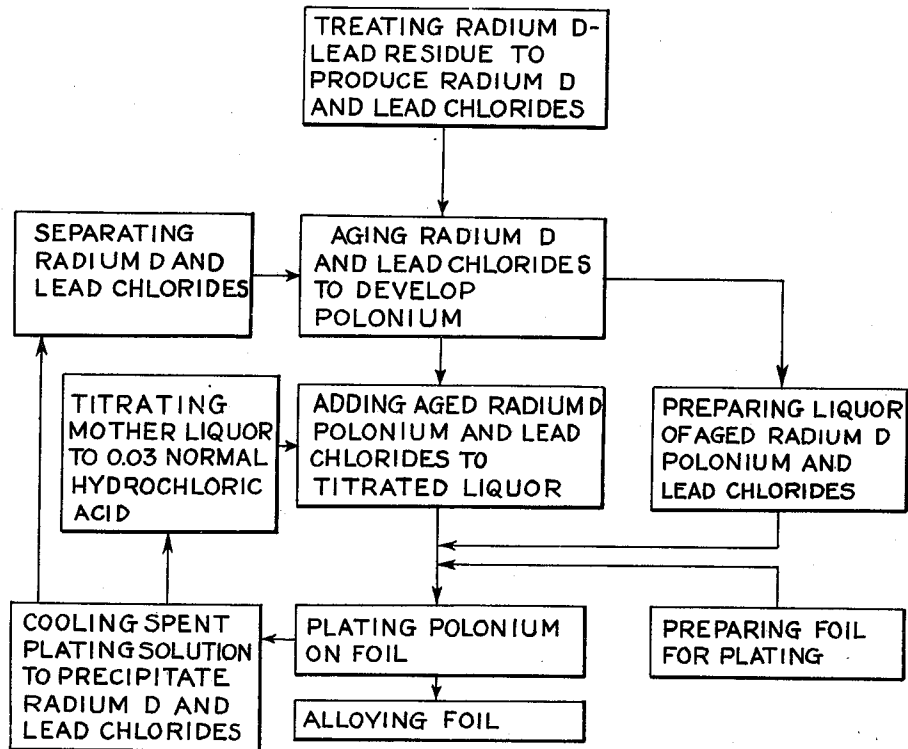 TREATING RADIUM D-
LEAD RESIDUE TO
PRODUCE RADIUM D
AND LEAD CHLORIDES
SEPARATING
RADIUM D AND
LEAD CHLORIDES
AGING RADIUM D
AND LEAD CHLORIDES
TO DEVELOP
POLONIUM
TITRATING
MOTHER LIQUOR
TO 0.03 NORMAL
HYDROCHLORIC
ACID
ADDING AGED RADIUM D
POLONIUM AND LEAD
CHLORIDES TO
TITRATED LIQUOR
PREPARING LIQUOR
OF AGED RADIUM D
POLONIUM AND
LEAD CHLORIDES
COOLING SPENT
PLATING SOLUTION
TO PRECIPITATE
RADIUM D AND
LEAD CHLORIDES
PLATING POLONIUM
ON FOIL
PREPARING FOIL
FOR PLATING
ALLOYING FOIL